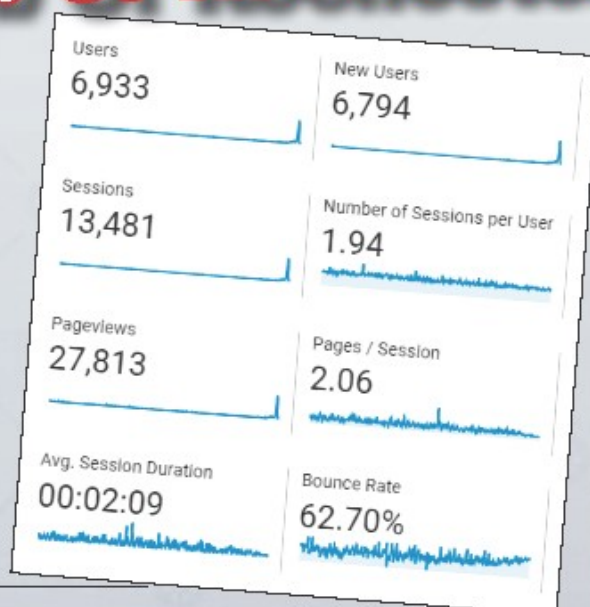 Users
6,933
New Users
6,794
Sessions
13,481
Number of Sessions per User
1.94
Pageviews
27,813
Pages / Session
2.06
Avg. Session Duration
00:02:09
Bounce Rate
62.70%